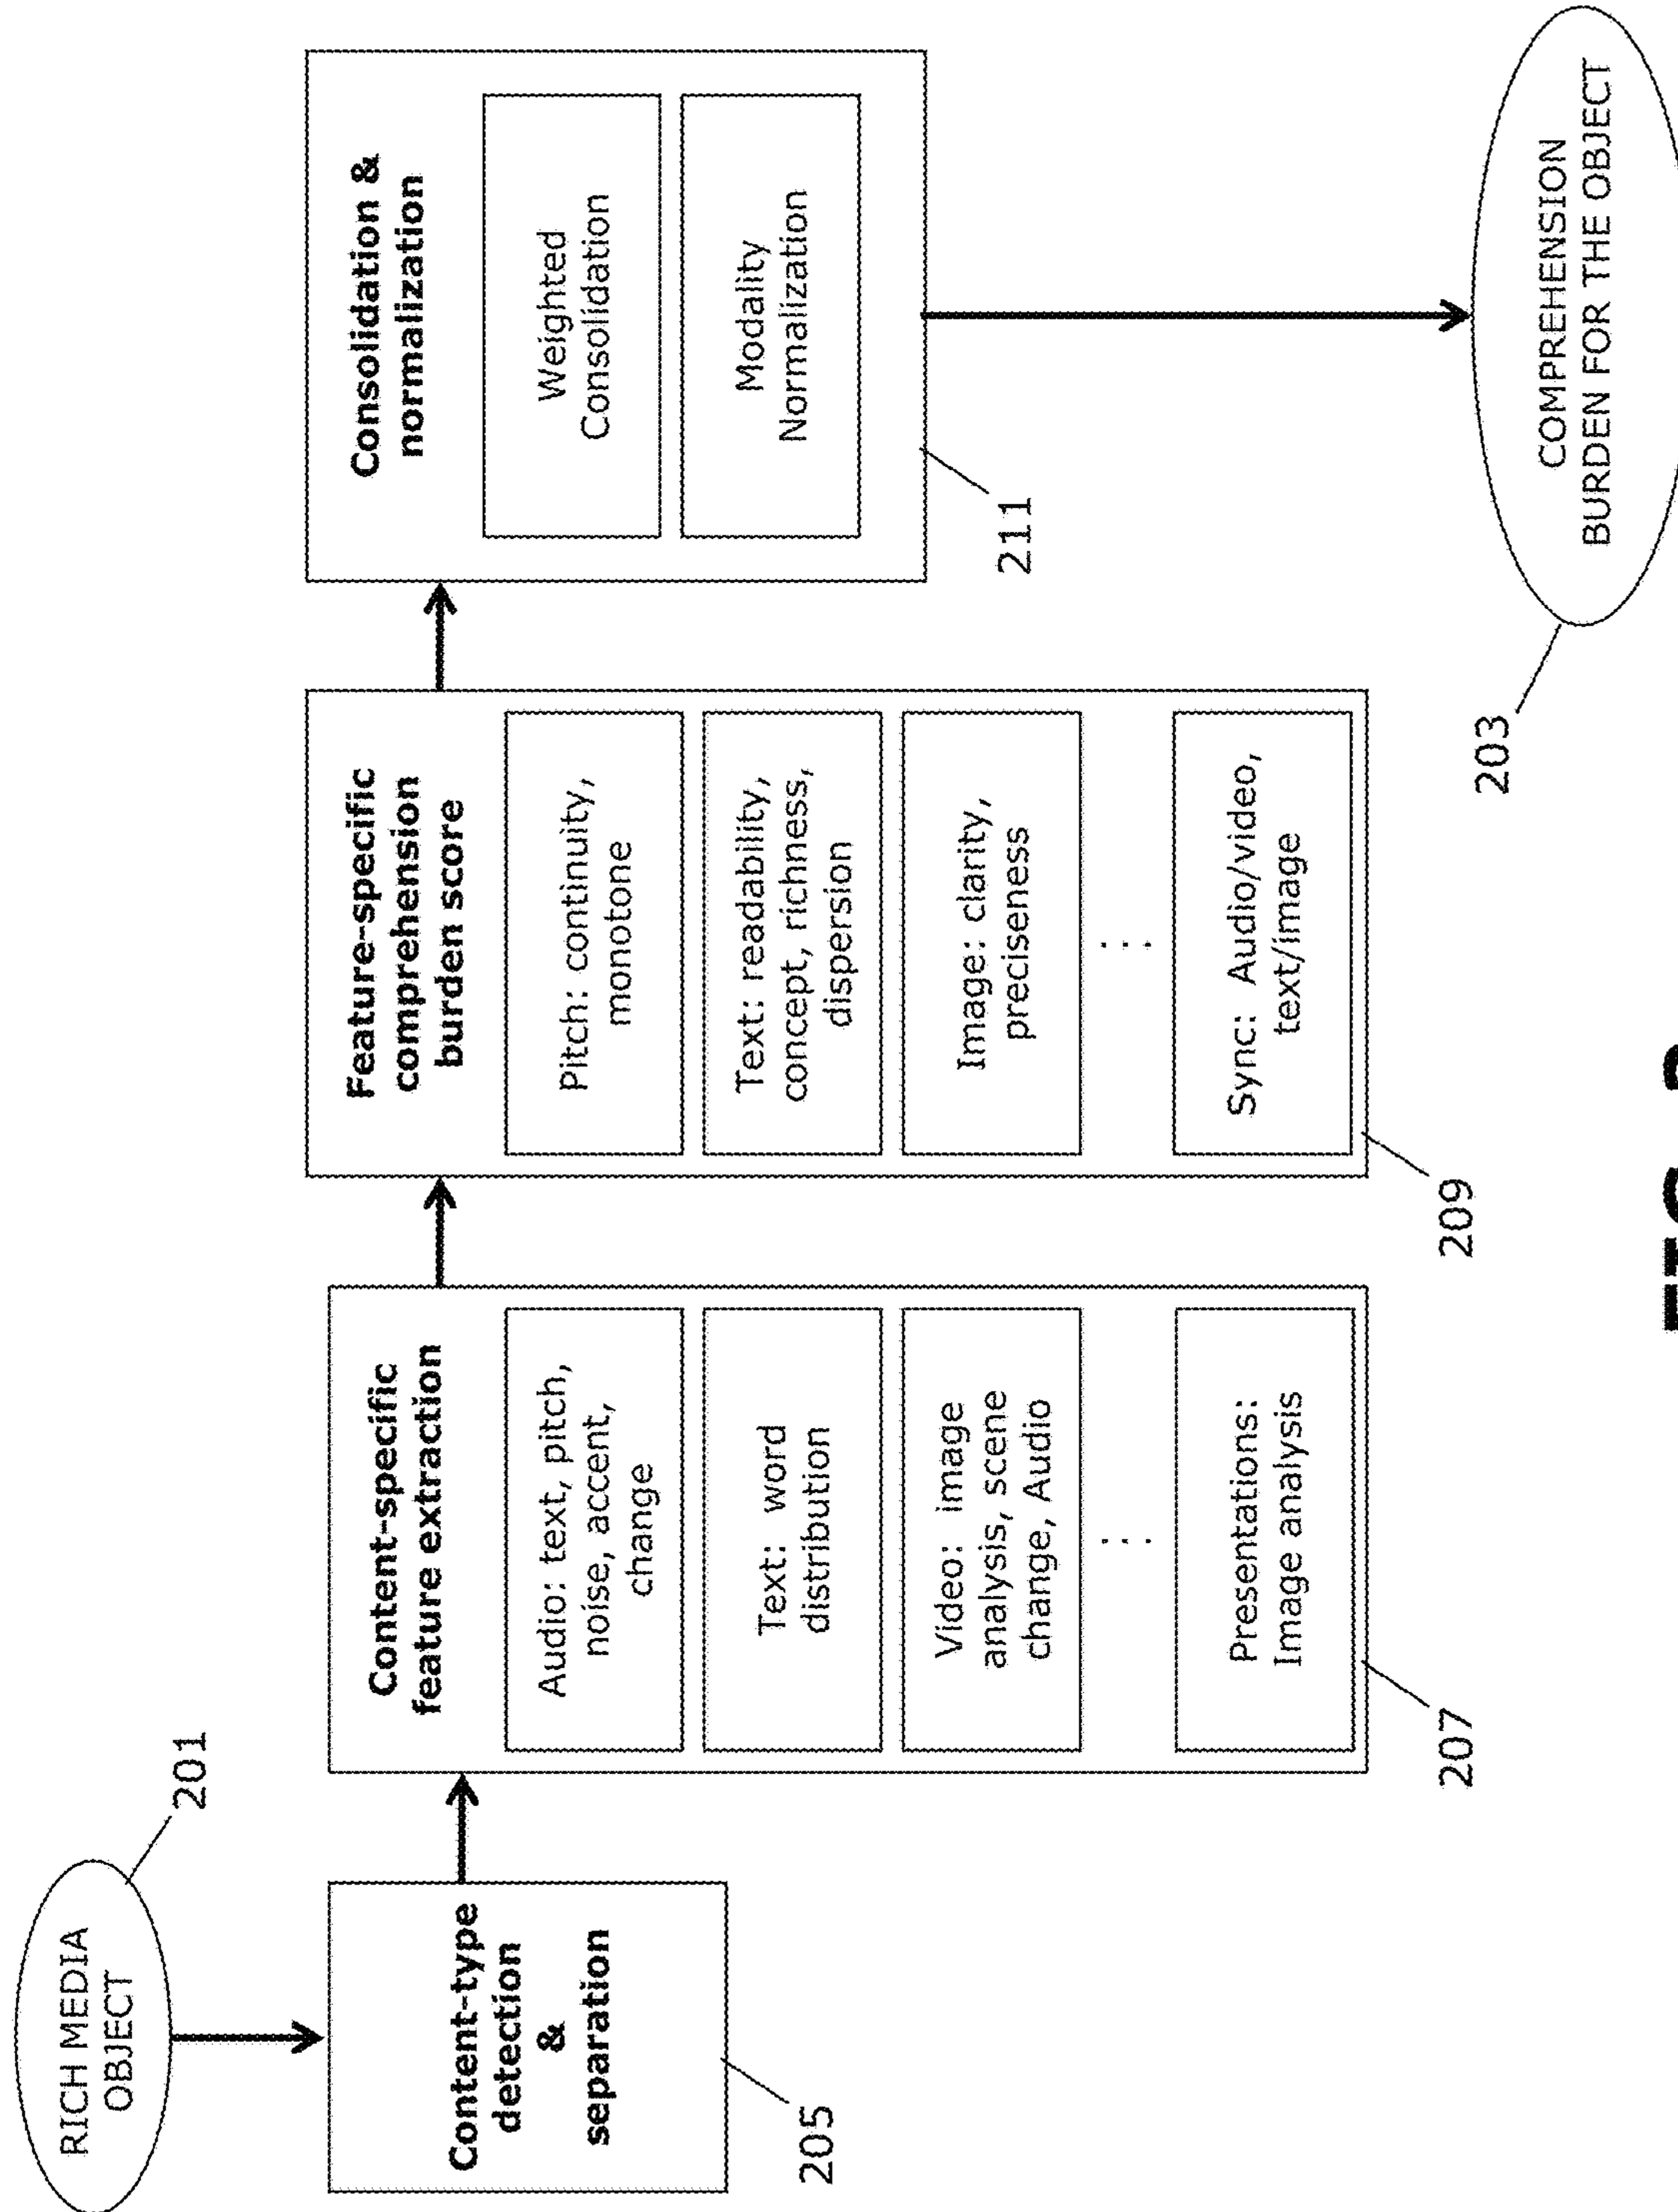 RICH MEDIA
OBJECT
201
Content-type
detection
&
separation
205
Content-specific
feature extraction
Audio: text, pitch,
noise, accent,
change
Text: word
distribution
Video: image
analysis, scene
change, Audio
...
Presentations:
Image analysis
207
Feature-specific
comprehension
burden score
Pitch: continuity,
monotone
Text: readability,
concept, richness,
dispersion
Image: clarity,
preciseness
...
Sync: Audio/video,
text/image
209
Consolidation &
normalization
Weighted
Consolidation
Modality
Normalization
211
203
COMPREHENSION
BURDEN FOR THE OBJECT